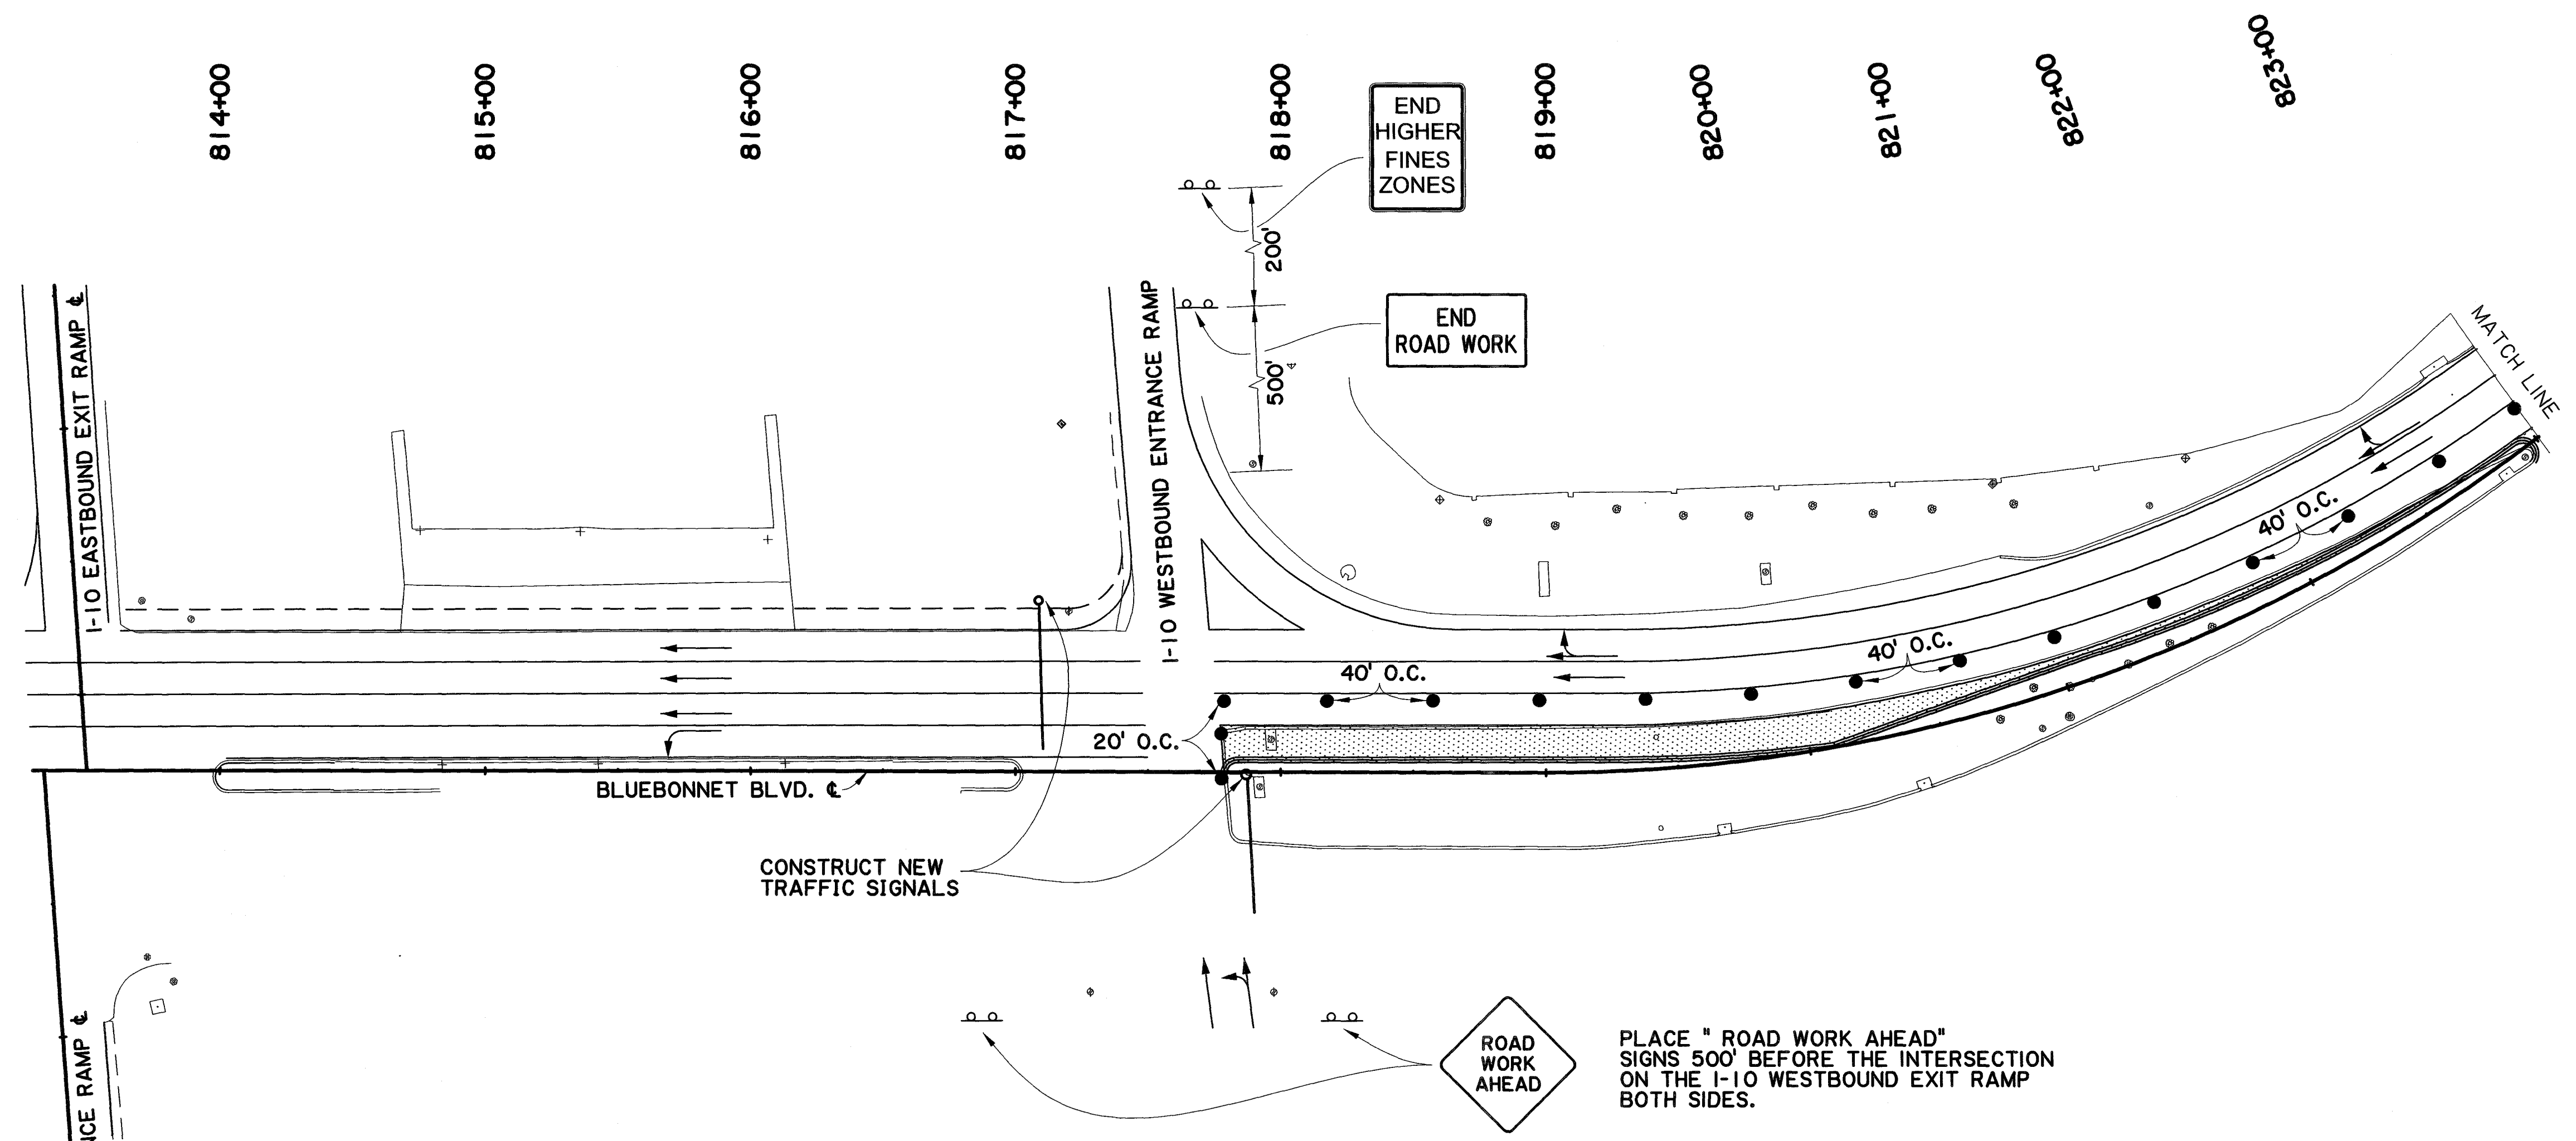 814+00
815+00
816+00
817+00
818+00
819+00
820+00
821+00
822+00
823+00
END
HIGHER
FINES
ZONES
200'
END
ROAD WORK
500'
I-10 EASTBOUND EXIT RAMP ℄
I-10 WESTBOUND ENTRANCE RAMP
MATCH LINE
40' O.C.
40' O.C.
40' O.C.
20' O.C.
BLUEBONNET BLVD. ℄
CONSTRUCT NEW
TRAFFIC SIGNALS
NCE RAMP ℄
ROAD
WORK
AHEAD
PLACE " ROAD WORK AHEAD"
SIGNS 500' BEFORE THE INTERSECTION
ON THE I-10 WESTBOUND EXIT RAMP
BOTH SIDES.